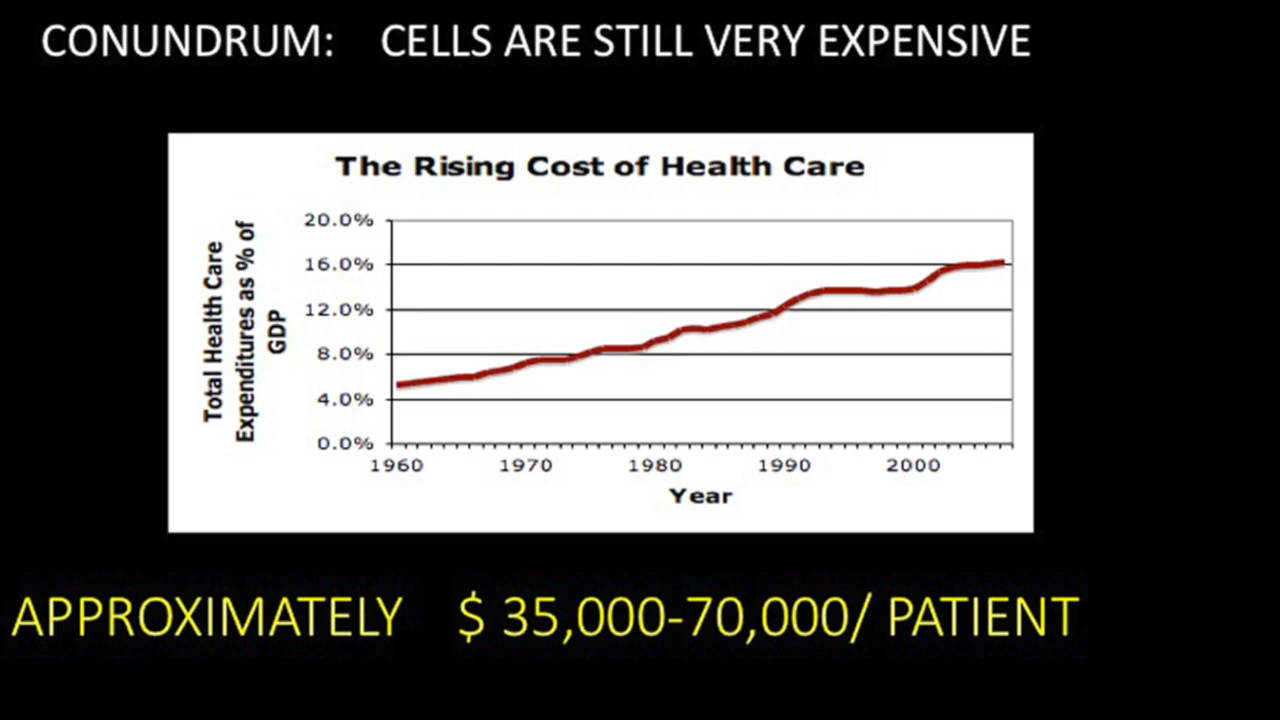 CONUNDRUM: CELLS ARE STILL VERY EXPENSIVE
The Rising Cost of Health Care
Total Health Care
Expenditures as % of
GDP
20.0%
16.0%
12.0%
8.0%
4.0%
0.0%
1960 1970 1980 1990 2000
Year
APPROXIMATELY $ 35,000-70,000/ PATIENT